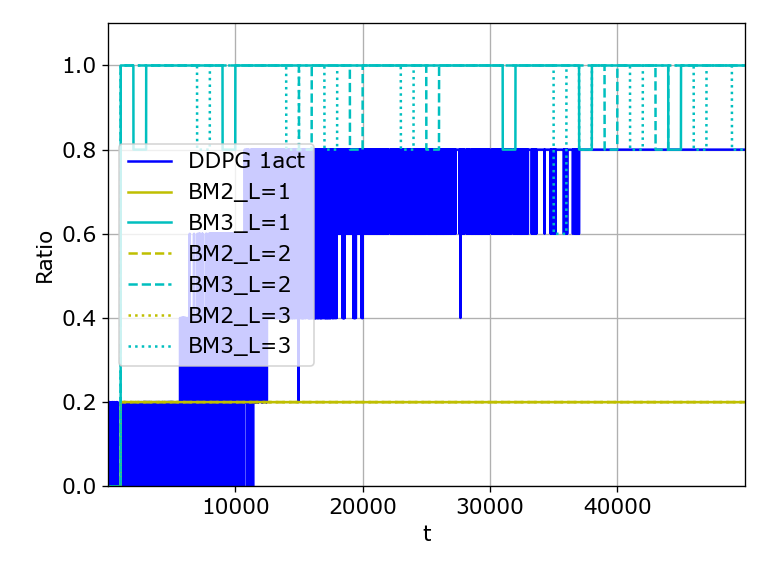 1.0
0.8
0.6
0.4
0.2
0.0
Ratio
DDPG 1act
BM2_L=1
BM3_L=1
BM2_L=2
BM3_L=2
BM2_L=3
BM3_L=3
10000 20000 30000 40000
t